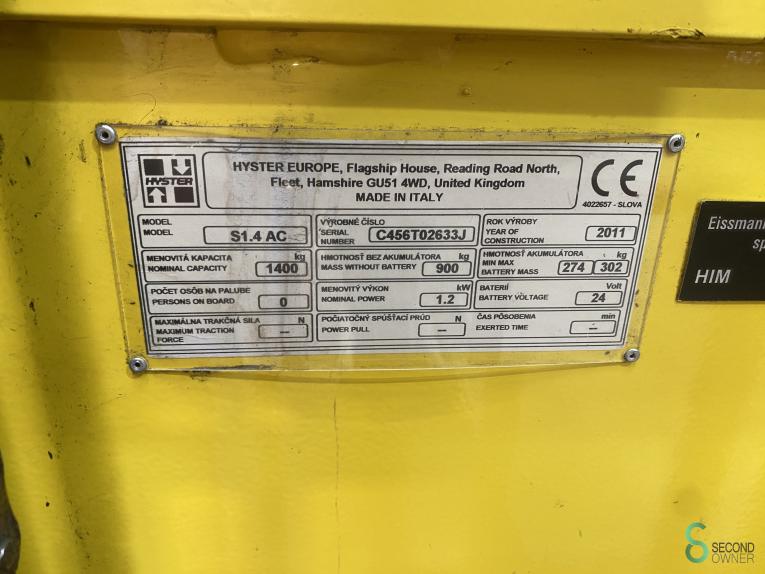 HYSTER
HYSTER EUROPE, Flagship House, Reading Road North,
Fleet, Hamshire GU51 4WD, United Kingdom
MADE IN ITALY
CE
4022657 - SLOVA
MODEL
MODEL
S1.4 AC
VÝROBNÉ ČÍSLO
SERIAL
NUMBER
C456T02633J
ROK VÝROBY
YEAR OF
CONSTRUCTION
2011
MENOVITÁ KAPACITA kg
NOMINAL CAPACITY
1400
HMOTNOSŤ BEZ AKUMULÁTORA kg
MASS WITHOUT BATTERY
900
HMOTNOSŤ AKUMULÁTORA kg
MIN MAX
BATTERY MASS
274 302
POČET OSÔB NA PALUBE
PERSONS ON BOARD
0
MENOVITÝ VÝKON kW
NOMINAL POWER
1.2
BATERIÍ Volt
BATTERY VOLTAGE
24
MAXIMÁLNA TRAKČNÁ SILA N
MAXIMUM TRACTION
FORCE
–
POČIATOČNÝ SPÚŠŤACÍ PRÚD N
POWER PULL
–
ČAS PÔSOBENIA min
EXERTED TIME
–
Eissmann
sp
HIM
SECOND
OWNER